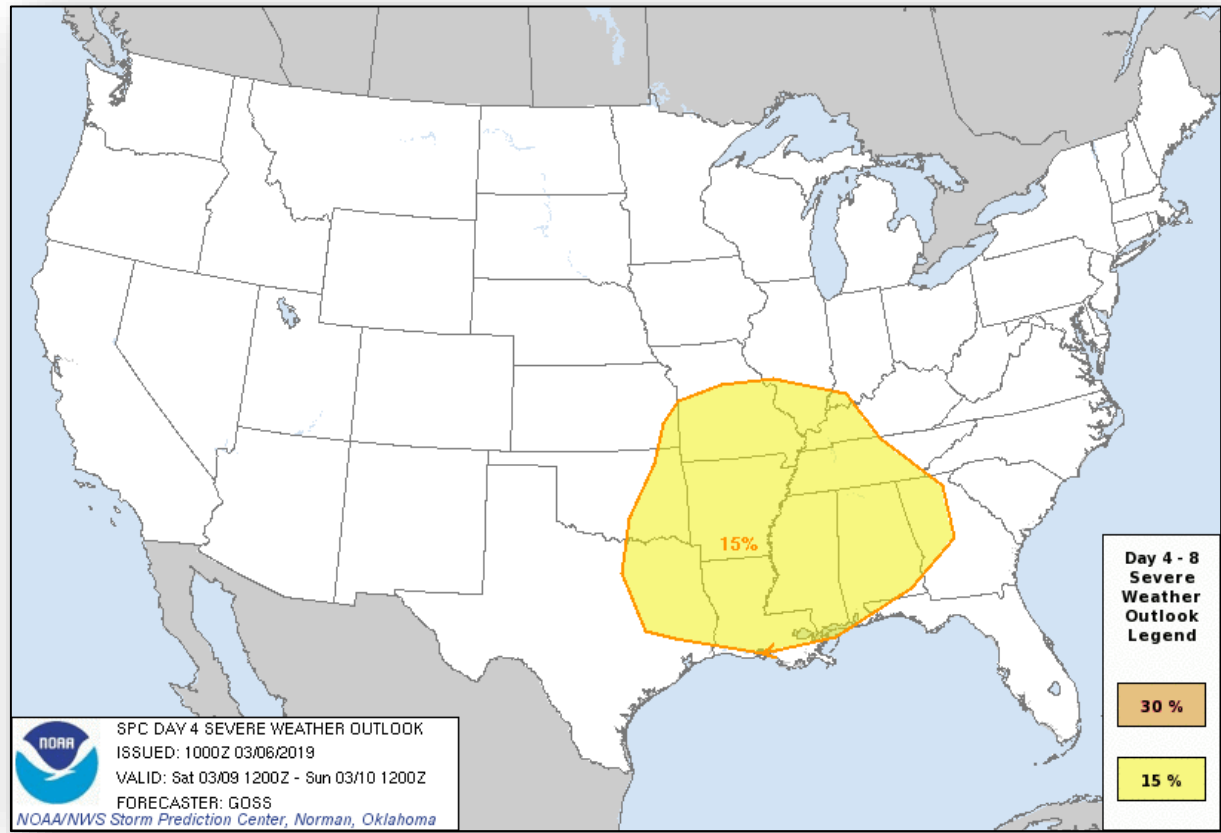 15%
Day 4 - 8
Severe
Weather
Outlook
Legend
30 %
15 %
NOAA
SPC DAY 4 SEVERE WEATHER OUTLOOK
ISSUED: 1000Z 03/06/2019
VALID: Sat 03/09 1200Z - Sun 03/10 1200Z
FORECASTER: GOSS
NOAA/NWS Storm Prediction Center, Norman, Oklahoma